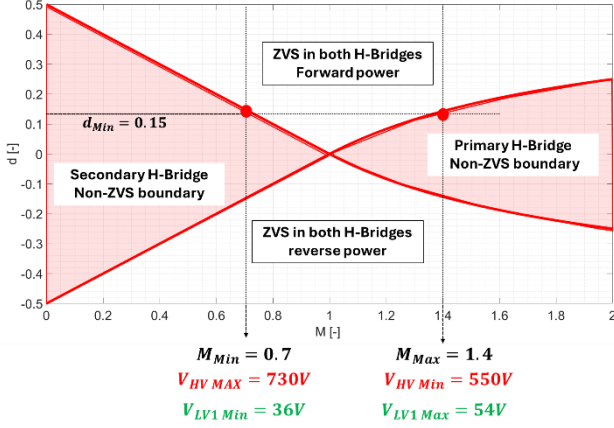 0.5
0.4
0.3
0.2
0.1
0
-0.1
-0.2
-0.3
-0.4
-0.5
d [-]
ZVS in both H-Bridges
Forward power
d_Min = 0.15
Secondary H-Bridge
Non-ZVS boundary
Primary H-Bridge
Non-ZVS boundary
ZVS in both H-Bridges
reverse power
0 0.2 0.4 0.6 0.8 1 1.2 1.4 1.6 1.8 2
M [-]
M_Min = 0.7
V_HV MAX = 730V
V_LV1 Min = 36V
M_Max = 1.4
V_HV Min = 550V
V_LV1 Max = 54V